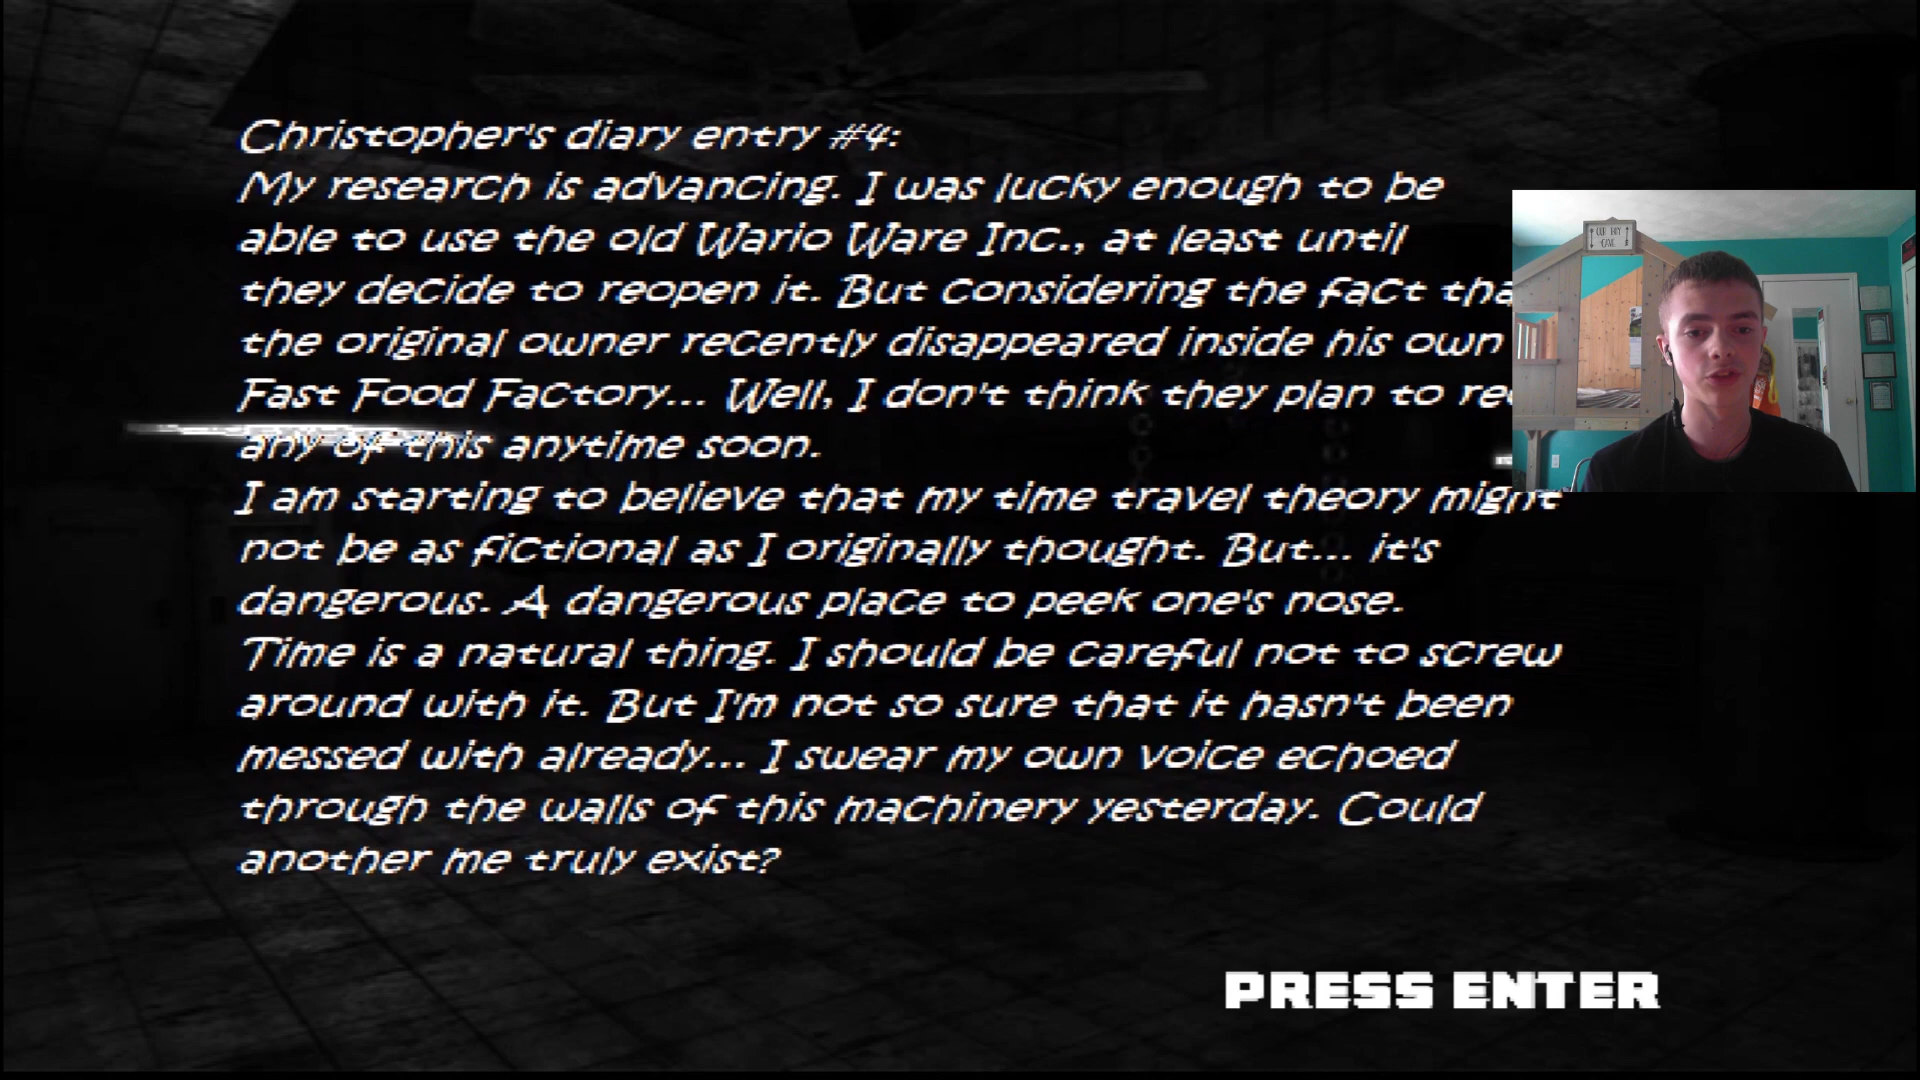 Christopher's diary entry #4:
My research is advancing. I was lucky enough to be
able to use the old Wario Ware Inc., at least until
they decide to reopen it. But considering the fact
the original owner recently disappeared inside his own
Fast Food Factory... Well, I don't think they plan to
any of this anytime soon.
I am starting to believe that my time travel theory might
not be as fictional as I originally thought. But... it's
dangerous. A dangerous place to peek one's nose.
Time is a natural thing. I should be careful not to screw
around with it. But I'm not so sure that it hasn't been
messed with already... I swear my own voice echoed
through the walls of this machinery yesterday. Could
another me truly exist?
PRESS ENTER